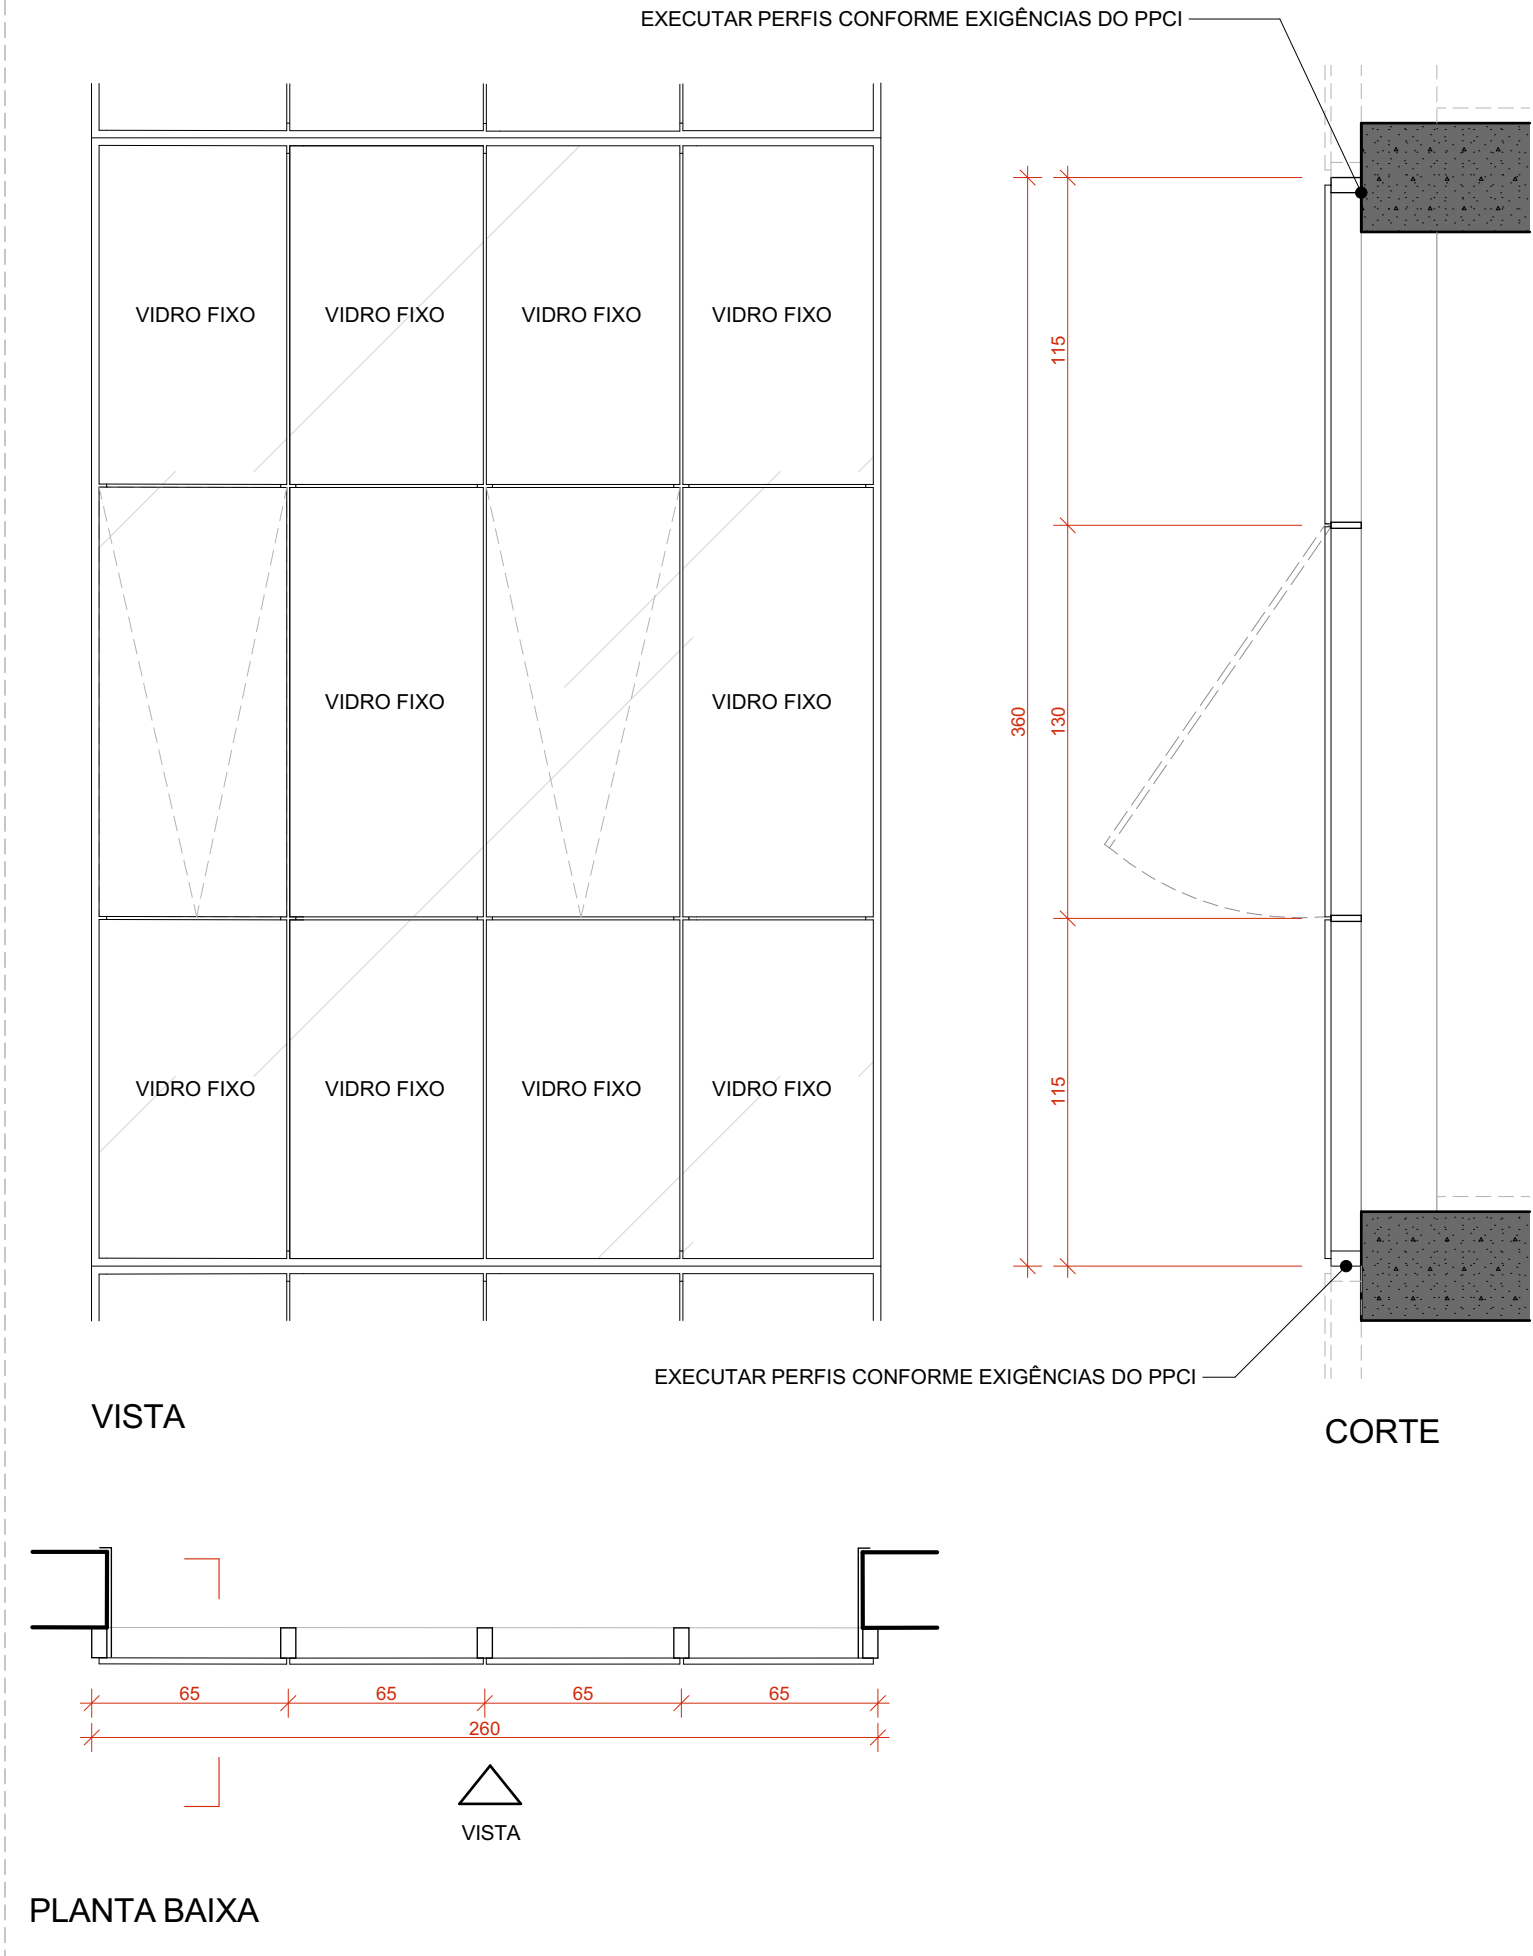 EXECUTAR PERFIS CONFORME EXIGÊNCIAS DO PPCI
VIDRO FIXO VIDRO FIXO VIDRO FIXO VIDRO FIXO
115
VIDRO FIXO VIDRO FIXO
360 130
VIDRO FIXO VIDRO FIXO VIDRO FIXO VIDRO FIXO
115
EXECUTAR PERFIS CONFORME EXIGÊNCIAS DO PPCI
VISTA
CORTE
65 65 65 65
260
VISTA
PLANTA BAIXA